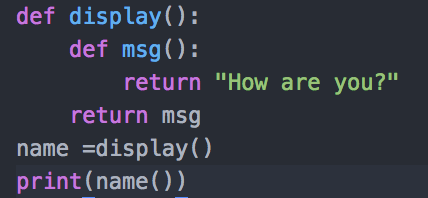 def display():
    def msg():
        return "How are you?"
    return msg
name =display()
print(name())